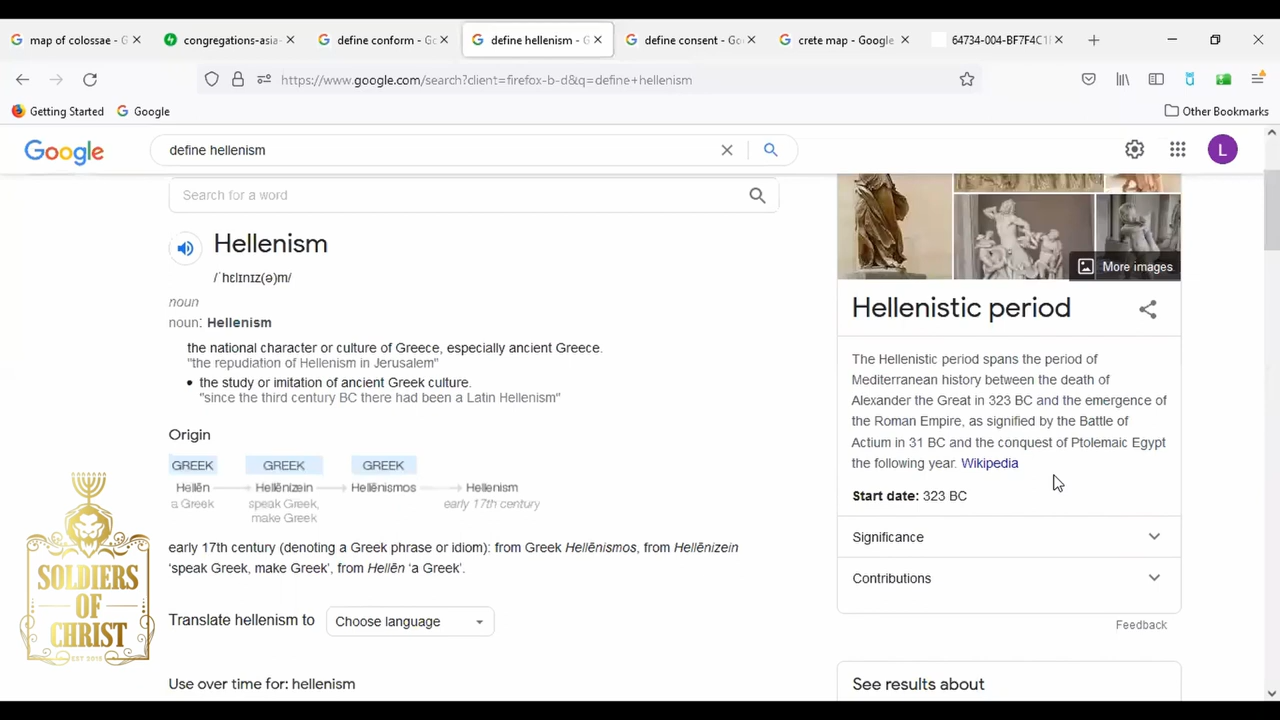 map of colossae - G
congregations-asia-
define conform - Go
define hellenism - G
define consent - Goo
crete map - Google
64734-004-BF7F4C1F
https://www.google.com/search?client=firefox-b-d&q=define+hellenism
Getting Started
Google
Other Bookmarks
Google
define hellenism
L
Search for a word
Hellenism
/ˈhɛlɪnɪz(ə)m/
noun
noun: Hellenism
the national character or culture of Greece, especially ancient Greece.
"the repudiation of Hellenism in Jerusalem"
• the study or imitation of ancient Greek culture.
"since the third century BC there had been a Latin Hellenism"
Origin
GREEK GREEK GREEK
Hellēn Hellēnizein Hellēnismos Hellenism
a Greek speak Greek, early 17th century
make Greek
early 17th century (denoting a Greek phrase or idiom): from Greek Hellēnismos, from Hellēnizein
‘speak Greek, make Greek’, from Hellēn ‘a Greek’.
Translate hellenism to Choose language
Use over time for: hellenism
More images
Hellenistic period
The Hellenistic period spans the period of
Mediterranean history between the death of
Alexander the Great in 323 BC and the emergence of
the Roman Empire, as signified by the Battle of
Actium in 31 BC and the conquest of Ptolemaic Egypt
the following year. Wikipedia
Start date: 323 BC
Significance
Contributions
Feedback
See results about
SOLDIERS
OF
CHRIST
EST 2015